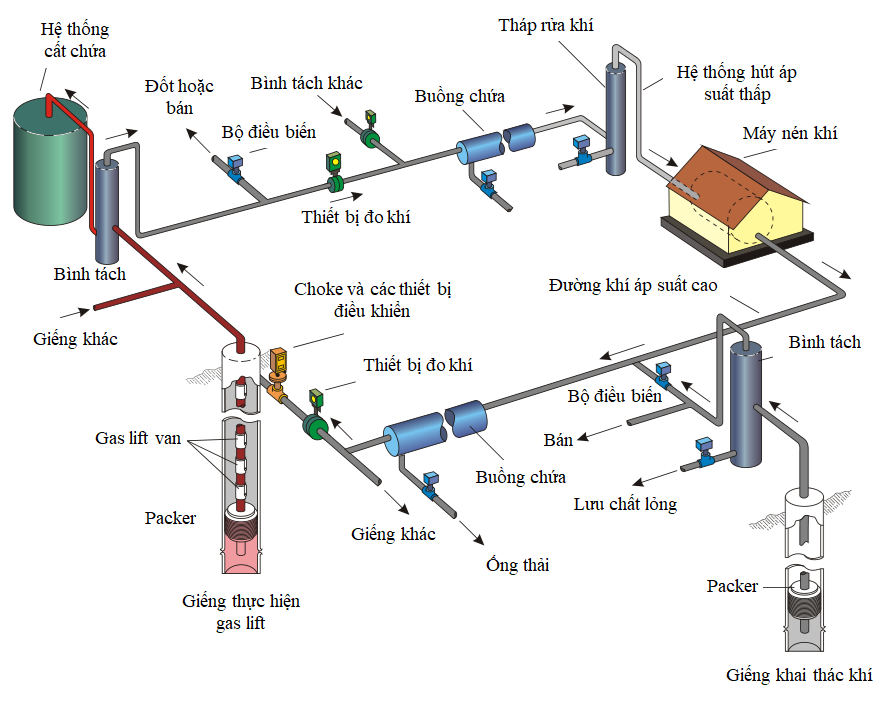 Hệ thống
cất chứa
Đốt hoặc
bán
Bình tách khác
Bộ điều biến
Buồng chứa
Tháp rửa khí
Hệ thống hút áp
suất thấp
Máy nén khí
Thiết bị đo khí
Bình tách
Giếng khác
Choke và các thiết bị
điều khiển
Đường khí áp suất cao
Bình tách
Thiết bị đo khí
Bộ điều biến
Gas lift van
Bán
Buồng chứa
Lưu chất lỏng
Packer
Giếng khác
Ống thải
Packer
Giếng thực hiện
gas lift
Giếng khai thác khí